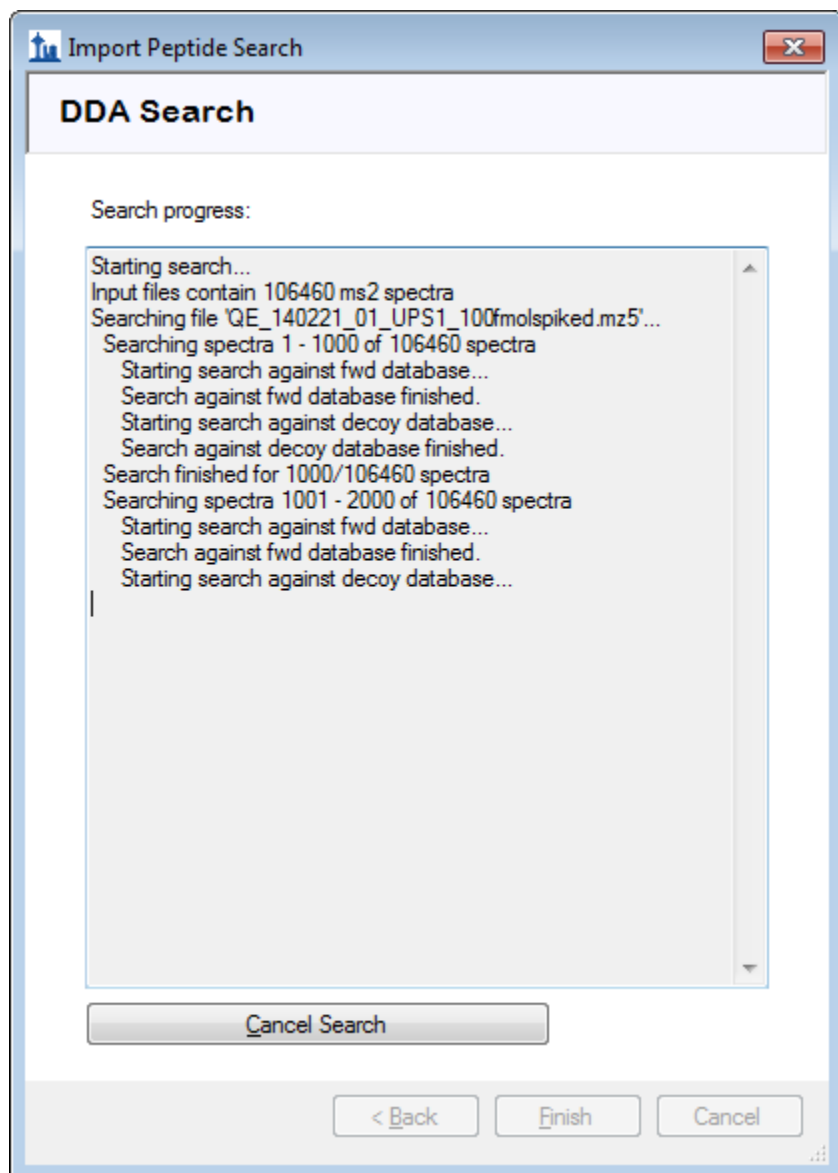 Import Peptide Search
DDA Search
Search progress:
Starting search...
Input files contain 106460 ms2 spectra
Searching file 'QE_140221_01_UPS1_100fmolspiked.mz5'...
Searching spectra 1 - 1000 of 106460 spectra
Starting search against fwd database...
Search against fwd database finished.
Starting search against decoy database...
Search against decoy database finished.
Search finished for 1000/106460 spectra
Searching spectra 1001 - 2000 of 106460 spectra
Starting search against fwd database...
Search against fwd database finished.
Starting search against decoy database...
Cancel Search
< Back Finish Cancel